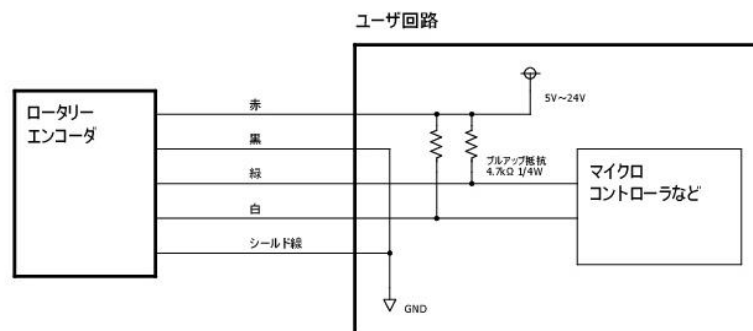 ユーザ回路
ロータリー
エンコーダ
赤
黒
緑
白
シールド線
5V～24V
プルアップ抵抗
4.7kΩ 1/4W
マイクロ
コントローラなど
GND